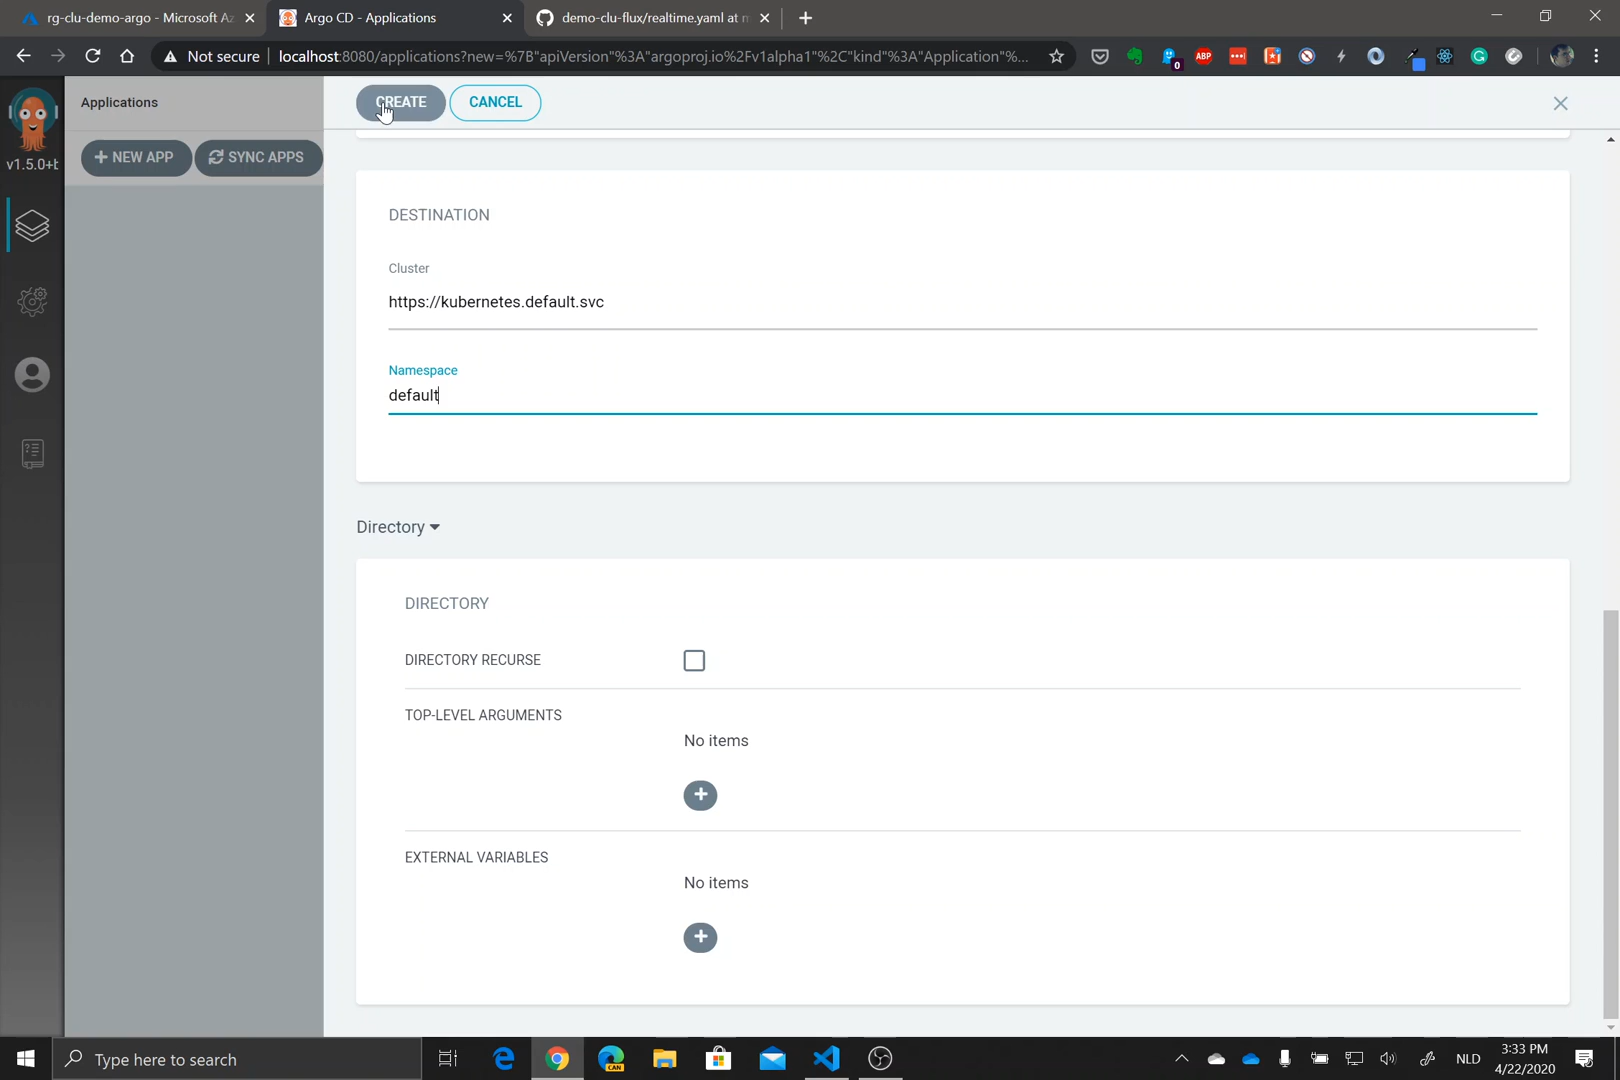 rg-clu-demo-argo - Microsoft Az
Argo CD - Applications
demo-clu-flux/realtime.yaml at m
Not secure
localhost:8080/applications?new=%7B"apiVersion"%3A"argoproj.io%2Fv1alpha1"%2C"kind"%3A"Application"%...
0
ABP
Applications
CREATE
CANCEL
v1.5.0+b
NEW APP
SYNC APPS
DESTINATION
Cluster
https://kubernetes.default.svc
Namespace
default
Directory
DIRECTORY
DIRECTORY RECURSE
TOP-LEVEL ARGUMENTS
No items
EXTERNAL VARIABLES
No items
Type here to search
CAN
NLD
3:33 PM
4/22/2020